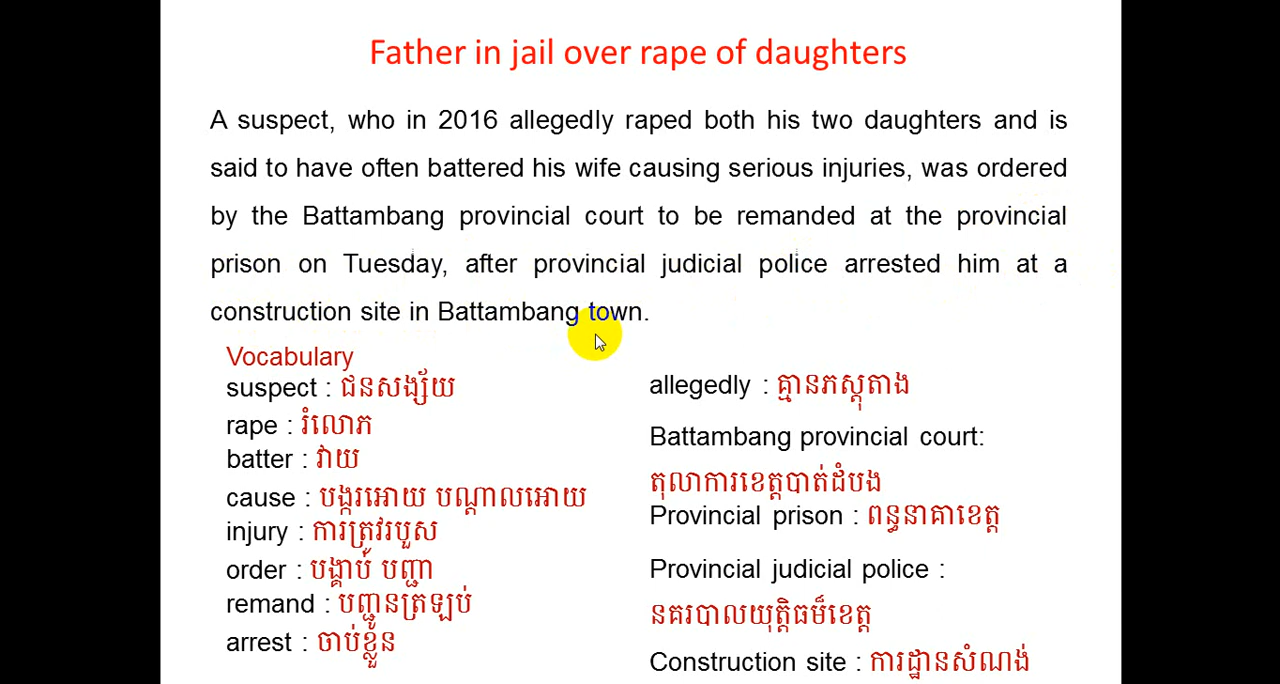 Father in jail over rape of daughters
A suspect, who in 2016 allegedly raped both his two daughters and is
said to have often battered his wife causing serious injuries, was ordered
by the Battambang provincial court to be remanded at the provincial
prison on Tuesday, after provincial judicial police arrested him at a
construction site in Battambang town.
Vocabulary
suspect : ជនសង្ស័យ
rape : រំលោភ
batter : វាយ
cause : បង្ករអោយ បណ្តាលអោយ
injury : ការត្រូវរបួស
order : បង្គាប់ បញ្ជា
remand : បញ្ជូនត្រឡប់
arrest : ចាប់ខ្លួន
allegedly : គ្មានភស្តុតាង
Battambang provincial court:
តុលាការខេត្តបាត់ដំបង
Provincial prison : ពន្ធនាគាខេត្ត
Provincial judicial police :
នគរបាលយុត្តិធម៌ខេត្ត
Construction site : ការដ្ឋានសំណង់